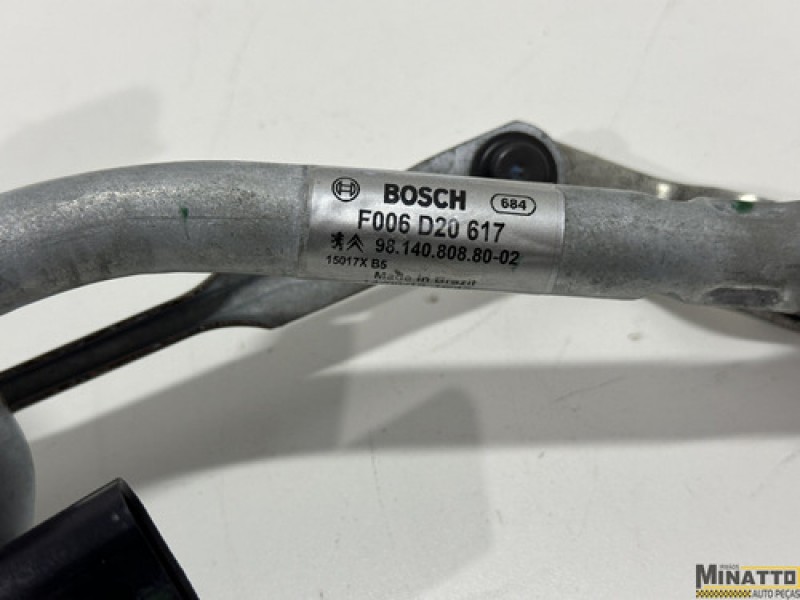 BOSCH
684
F006 D20 617
98.140.808.80-02
15017X B5
Made in Brazil
MINATTO
AUTO PEÇAS